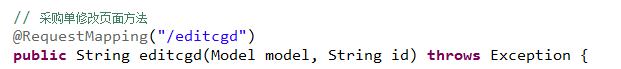 // 采购单修改页面方法
@RequestMapping("/editcgd")
public String editcgd(Model model, String id) throws Exception {